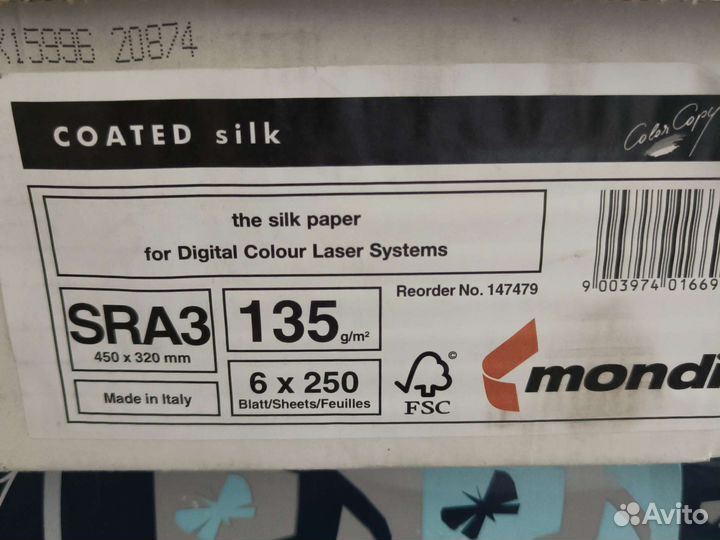 15996 20874
COATED silk
Color Copy
the silk paper
for Digital Colour Laser Systems
Reorder No. 147479
9 003974 01669
SRA3
450 x 320 mm
135 g/m²
6 x 250
Blatt/Sheets/Feuilles
Made in Italy
©
FSC
mondi
Avito